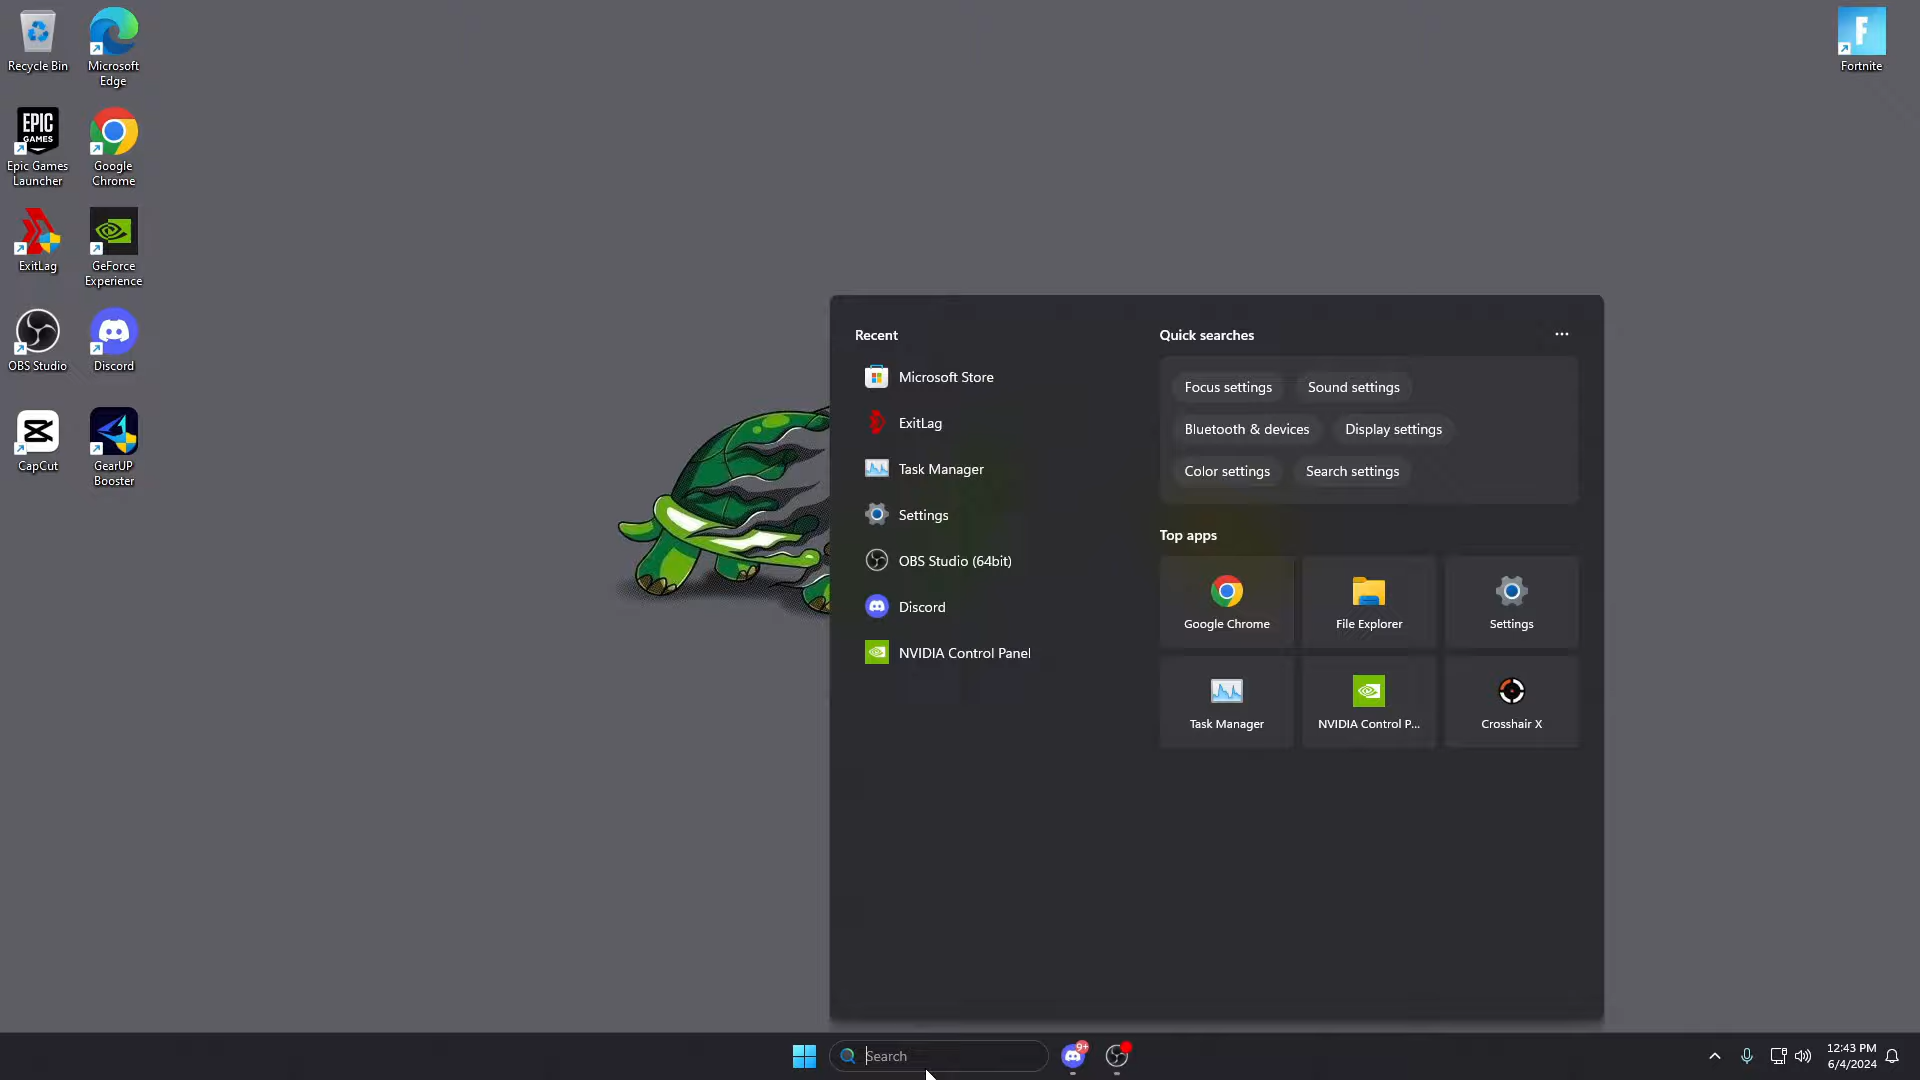 Recycle Bin
Microsoft
Edge
EPIC
GAMES
Epic Games
Launcher
Google
Chrome
ExitLag
GeForce
Experience
OBS Studio
Discord
CapCut
GearUP
Booster
F
Fortnite
Recent
Microsoft Store
ExitLag
Task Manager
Settings
OBS Studio (64bit)
Discord
NVIDIA Control Panel
Quick searches
Focus settings
Sound settings
Bluetooth & devices
Display settings
Color settings
Search settings
Top apps
Google Chrome
File Explorer
Settings
Task Manager
NVIDIA Control P...
Crosshair X
Search
9+
12:43 PM
6/4/2024